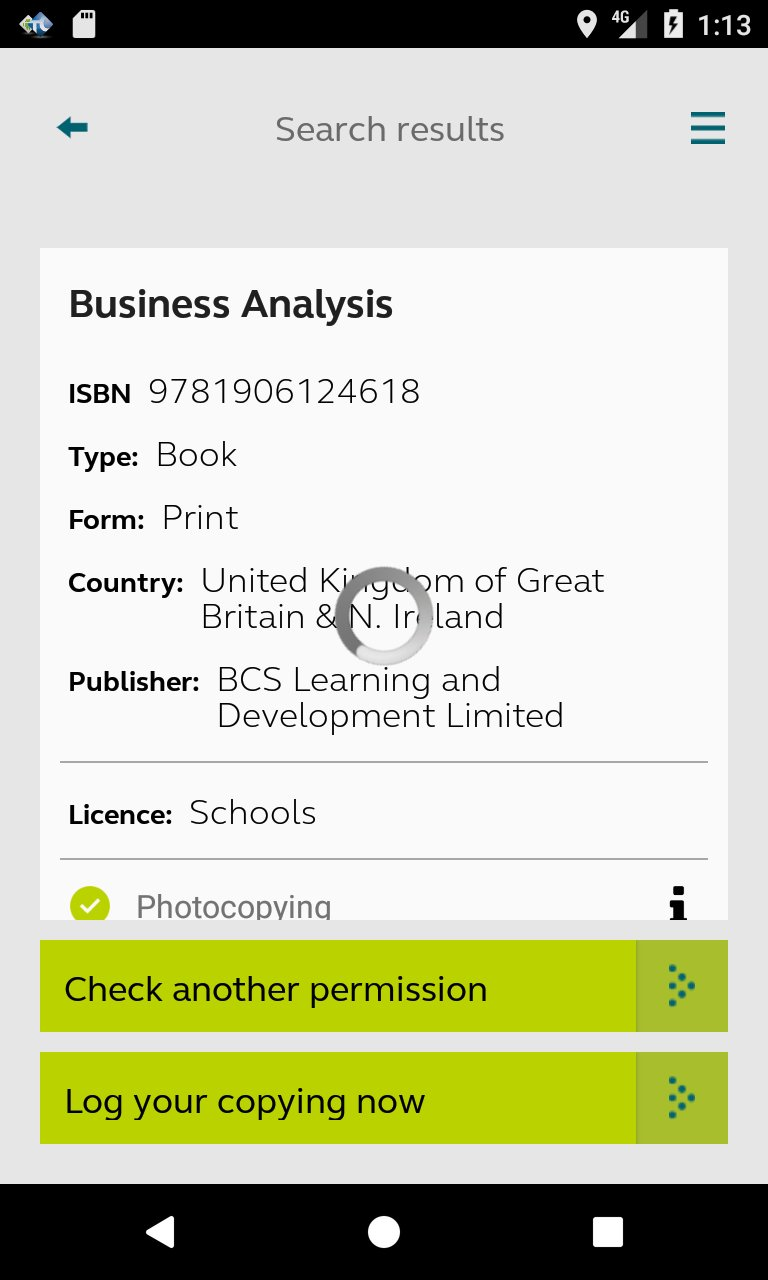 4G 1:13
Search results
Business Analysis
ISBN 9781906124618
Type: Book
Form: Print
Country: United Kingdom of Great
Britain & N. Ireland
Publisher: BCS Learning and
Development Limited
Licence: Schools
Photocopying
Check another permission
Log your copying now